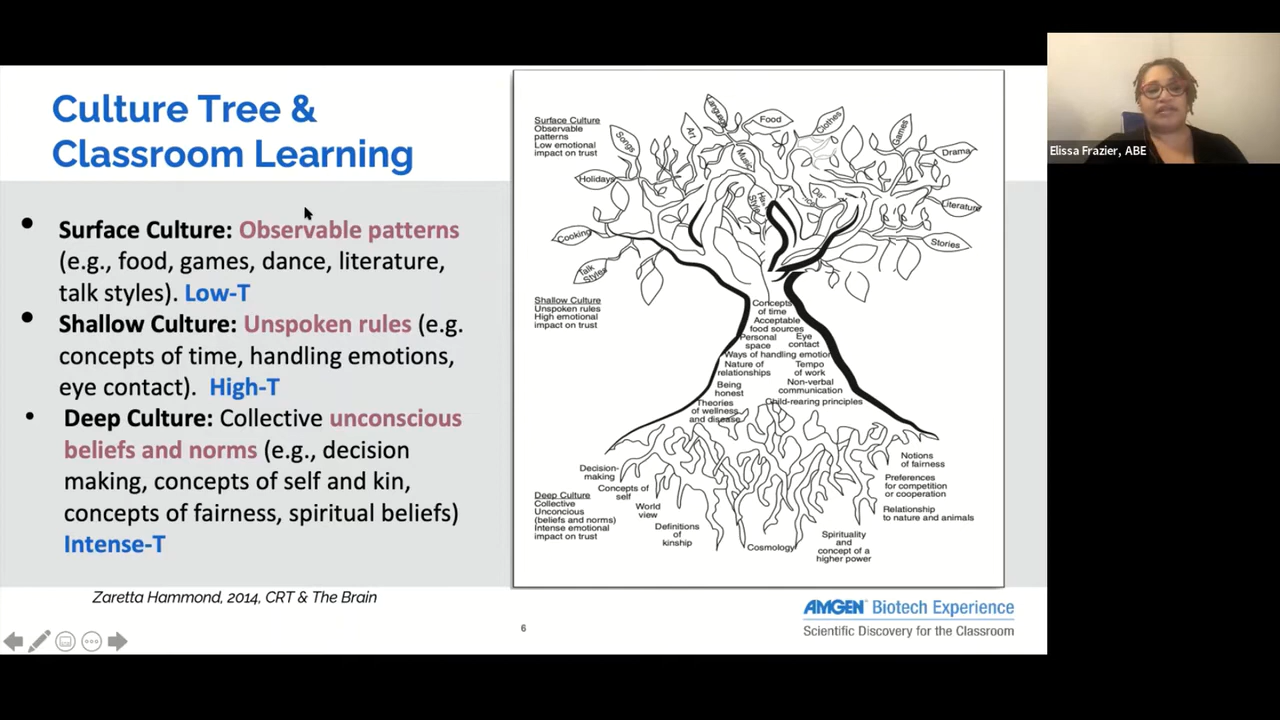 Culture Tree &
Classroom Learning
• Surface Culture: Observable patterns
(e.g., food, games, dance, literature,
talk styles). Low-T
• Shallow Culture: Unspoken rules (e.g.
concepts of time, handling emotions,
eye contact). High-T
• Deep Culture: Collective unconscious
beliefs and norms (e.g., decision
making, concepts of self and kin,
concepts of fairness, spiritual beliefs)
Intense-T
Zaretta Hammond, 2014, CRT & The Brain
Surface Culture
Observable
patterns
Low emotional
impact on trust
Songs
Art
Food
Clothes
Games
Drama
Music
Holidays
Hair
Styles
Literature
Cooking
Stories
Talk
Styles
Shallow Culture
Unspoken rules
High emotional
impact on trust
Concepts
of time
Acceptable
food sources
Personal
space
Eye
contact
Ways of handling emotion
Nature of
relationships
Tempo
of work
Being
honest
Non-verbal
communication
Theories
of wellness
and disease
Child-rearing principles
Decision-
making
Concepts of
self
World
view
Definitions
of
kinship
Cosmology
Notions
of fairness
Preferences
for competition
or cooperation
Relationship
to nature and animals
Spirituality
and
concept of a
higher power
Deep Culture
Collective
Unconcious
(beliefs and norms)
Intense emotional
impact on trust
6
AMGEN Biotech Experience
Scientific Discovery for the Classroom
Elissa Frazier, ABE